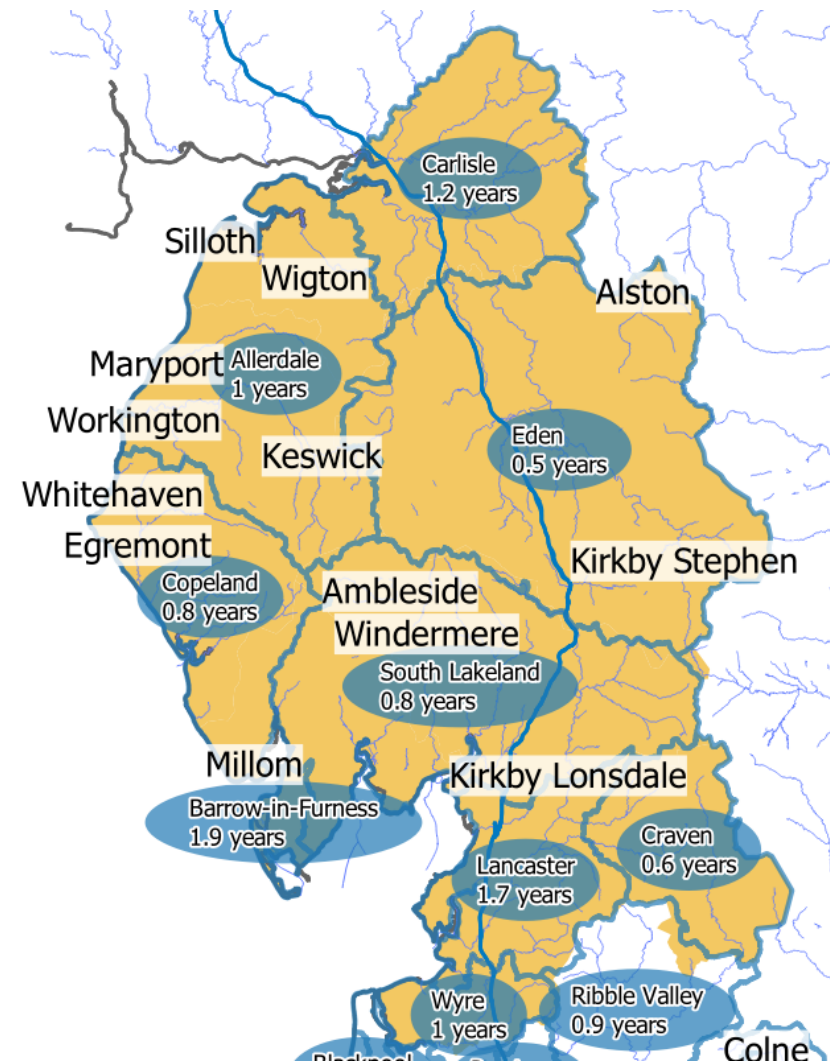 Carlisle
1.2 years
Silloth
Wigton
Alston
Maryport
Allerdale
1 years
Workington
Eden
0.5 years
Keswick
Whitehaven
Egremont
Kirkby Stephen
Copeland
0.8 years
Ambleside
Windermere
South Lakeland
0.8 years
Millom
Kirkby Lonsdale
Barrow-in-Furness
1.9 years
Craven
0.6 years
Lancaster
1.7 years
Wyre
1 years
Ribble Valley
0.9 years
Colne
Blackpool